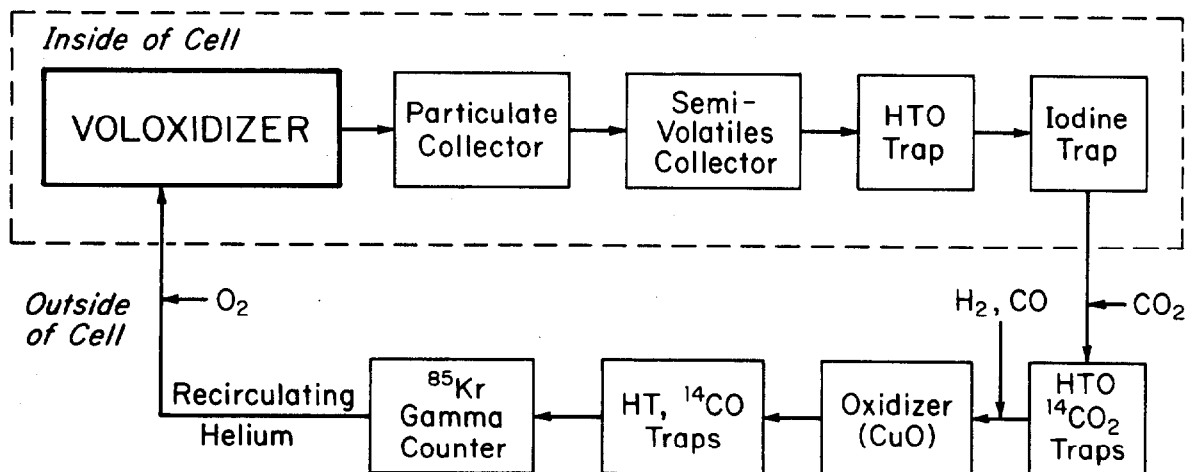 Inside of Cell
VOLOXIDIZER
Particulate
Collector
Semi-
Volatiles
Collector
HTO
Trap
Iodine
Trap
Outside
of Cell
O₂
H₂, CO
CO₂
Recirculating
Helium
⁸⁵Kr
Gamma
Counter
HT, ¹⁴CO
Traps
Oxidizer
(CuO)
HTO
¹⁴CO₂
Traps